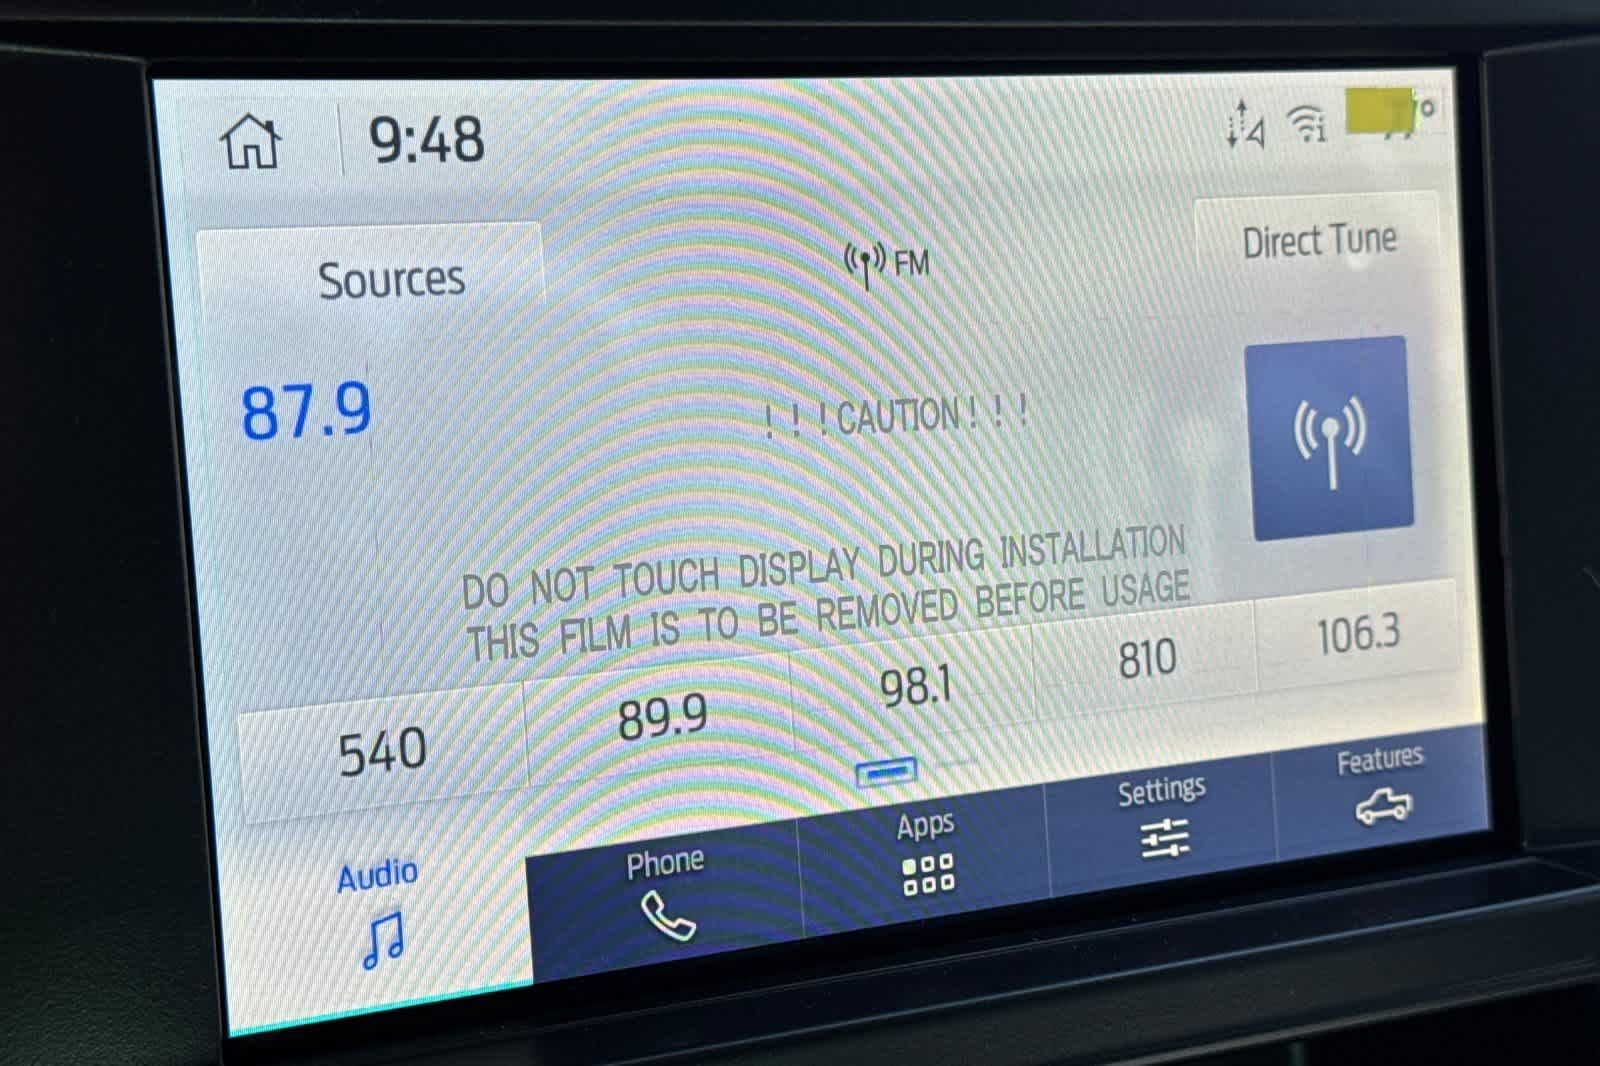 9:48
Sources
FM
Direct Tune
87.9
! ! ! CAUTION ! ! !
DO NOT TOUCH DISPLAY DURING INSTALLATION
THIS FILM IS TO BE REMOVED BEFORE USAGE
540 89.9 98.1 810 106.3
Audio Phone Apps Settings Features